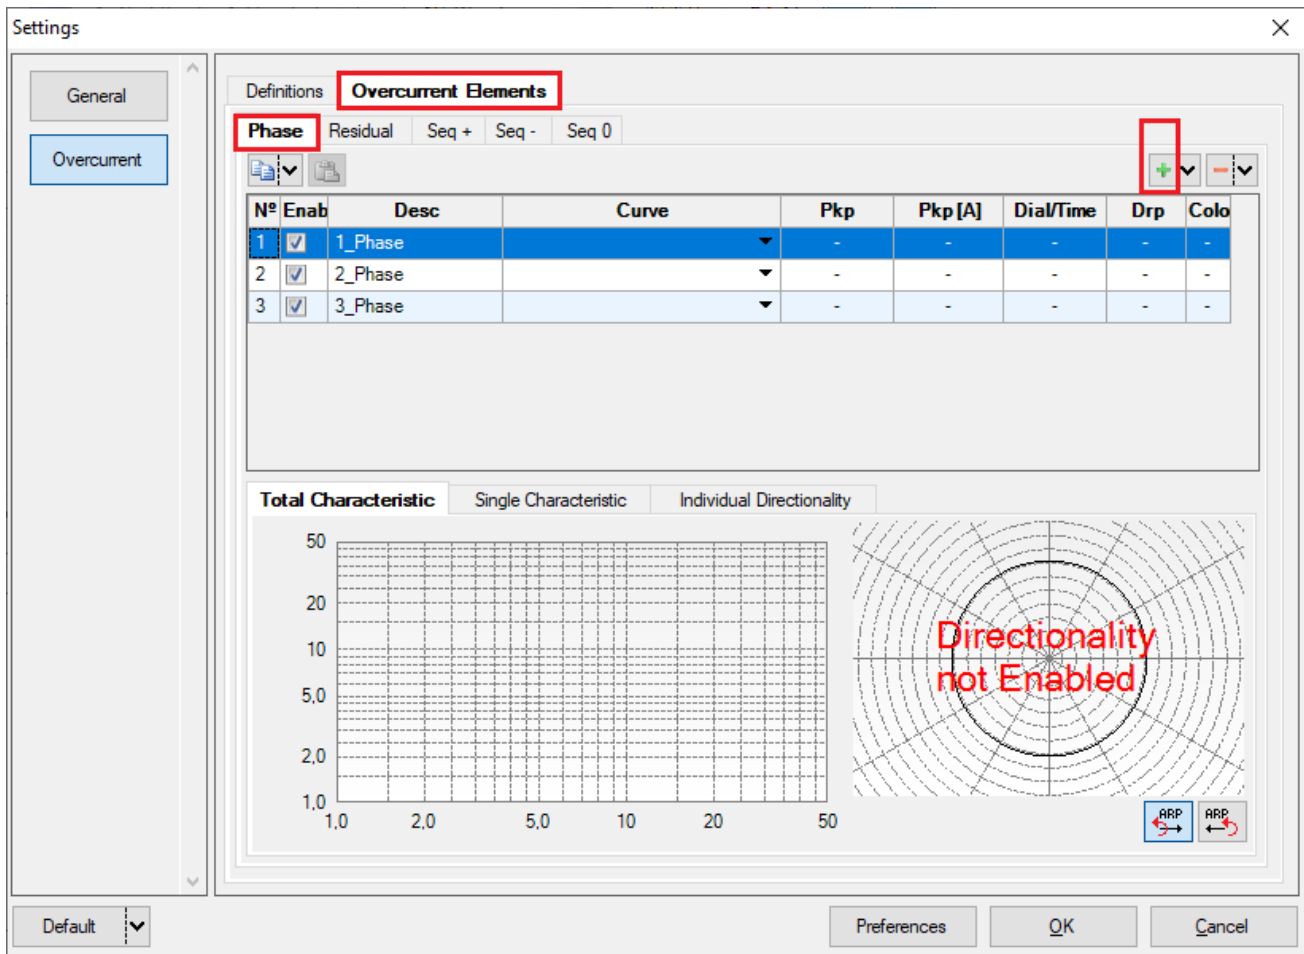 Settings
General
Overcurrent
Definitions Overcurrent Elements
Phase Residual Seq + Seq - Seq 0
Nº Enab Desc Curve Pkp Pkp [A] Dial/Time Drp Colo
1 1_Phase - - - - -
2 2_Phase - - - - -
3 3_Phase - - - - -
Total Characteristic Single Characteristic Individual Directionality
50
20
10
5,0
2,0
1,0
1,0 2,0 5,0 10 20 50
Directionality
not Enabled
ARP ARP
Default Preferences OK Cancel